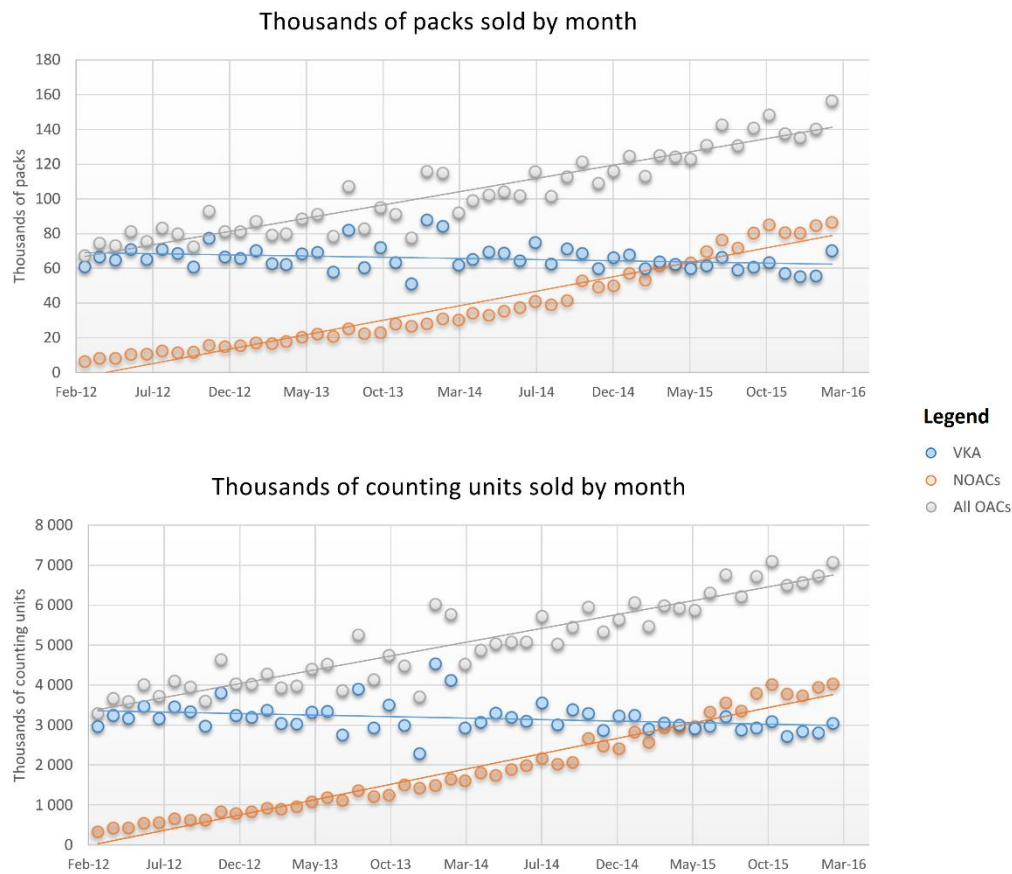 Thousands of packs sold by month
180
160
140
120
100
80
60
40
20
0
Thousands of packs
Feb-12 Jul-12 Dec-12 May-13 Oct-13 Mar-14 Jul-14 Dec-14 May-15 Oct-15 Mar-16
Legend
VKA
NOACs
All OACs
Thousands of counting units sold by month
8 000
7 000
6 000
5 000
4 000
3 000
2 000
1 000
0
Thousands of counting units
Feb-12 Jul-12 Dec-12 May-13 Oct-13 Mar-14 Jul-14 Dec-14 May-15 Oct-15 Mar-16